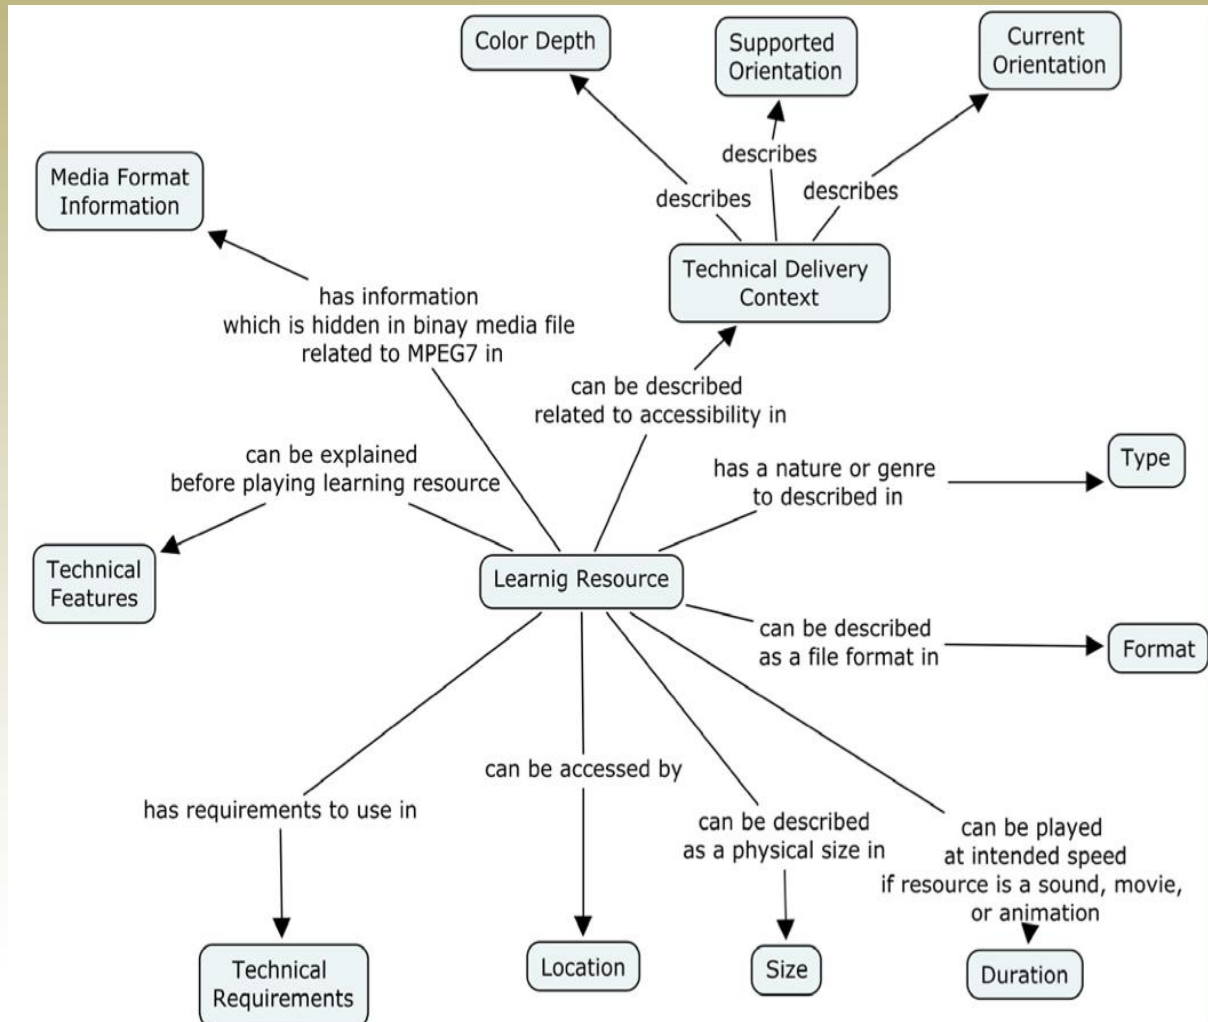 Color Depth
Supported
Orientation
Current
Orientation
describes
describes
describes
Media Format
Information
Technical Delivery
Context
has information
which is hidden in binay media file
related to MPEG7 in
can be described
related to accessibility in
can be explained
before playing learning resource
has a nature or genre
to described in
Type
Technical
Features
Learnig Resource
can be described
as a file format in
Format
has requirements to use in
can be accessed by
can be described
as a physical size in
can be played
at intended speed
if resource is a sound, movie,
or animation
Technical
Requirements
Location
Size
Duration